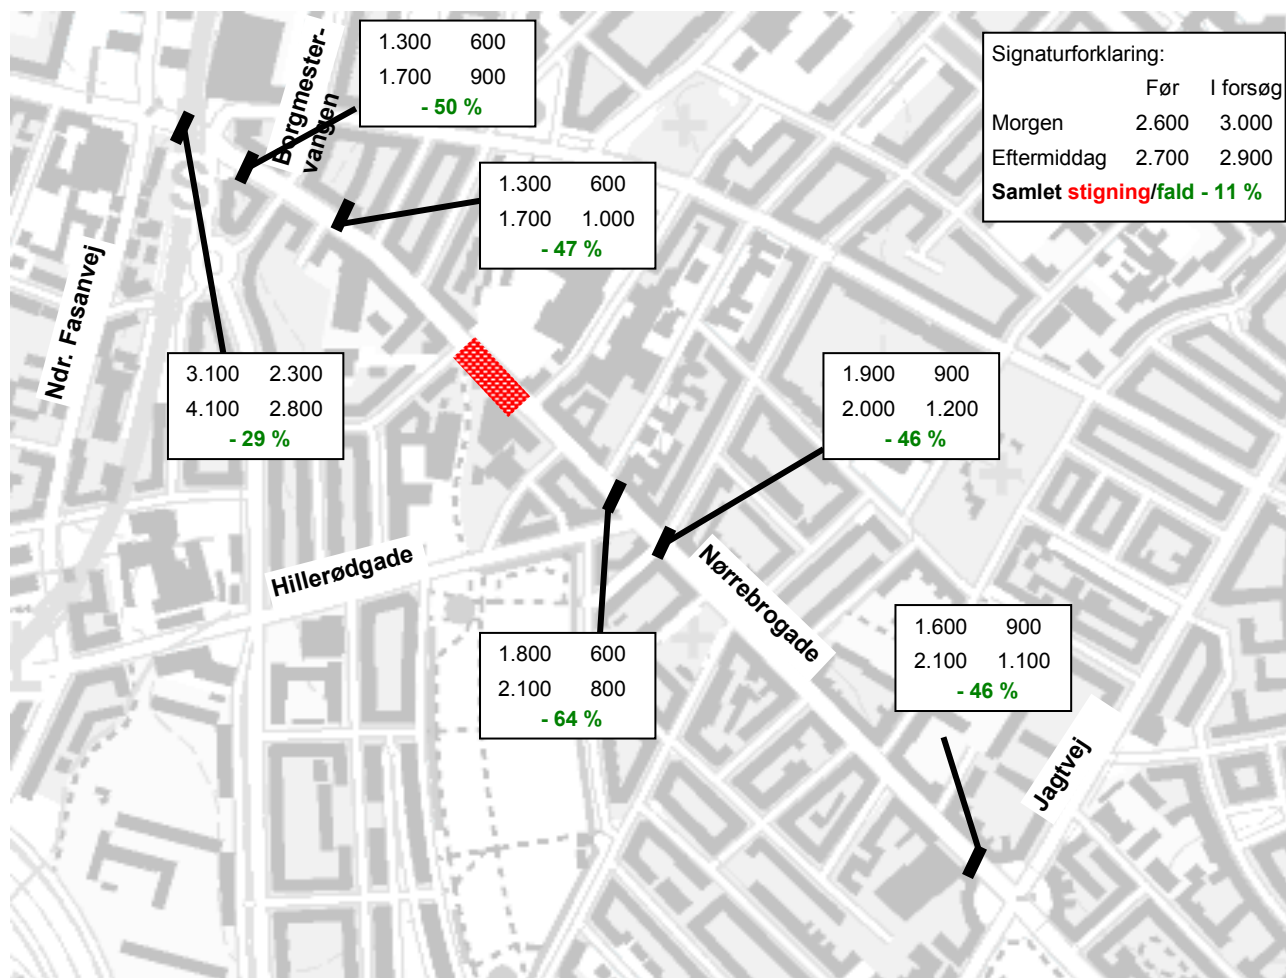 Borgmester-
vangen
1.300 600
1.700 900
- 50 %
Signaturforklaring:
Før I forsøg
Morgen 2.600 3.000
Eftermiddag 2.700 2.900
Samlet stigning/fald - 11 %
1.300 600
1.700 1.000
- 47 %
Ndr. Fasanvej
3.100 2.300
4.100 2.800
- 29 %
1.900 900
2.000 1.200
- 46 %
Hillerødgade
Nørrebrogade
1.800 600
2.100 800
- 64 %
1.600 900
2.100 1.100
- 46 %
Jagtvej